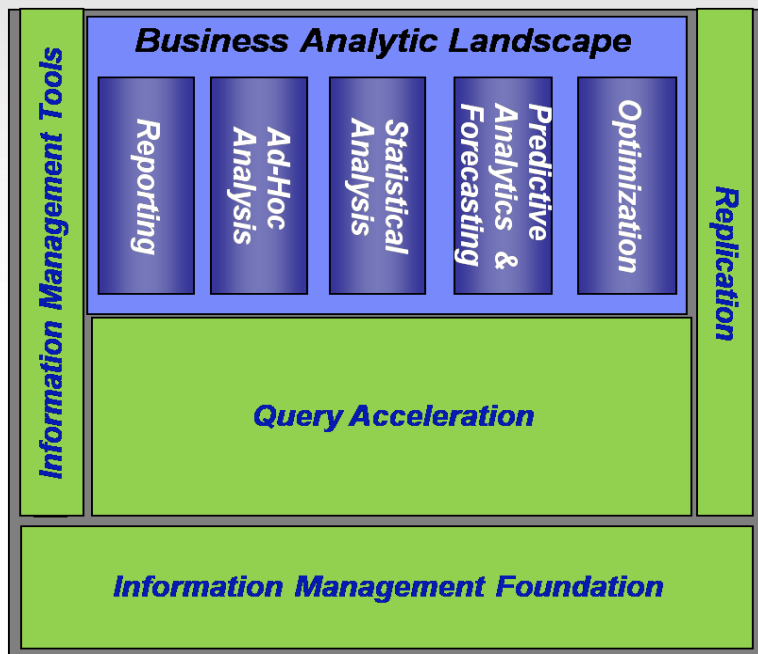 Business Analytic Landscape
Information Management Tools
Reporting
Ad-Hoc
Analysis
Statistical
Analysis
Predictive
Analytics &
Forecasting
Optimization
Replication
Query Acceleration
Information Management Foundation